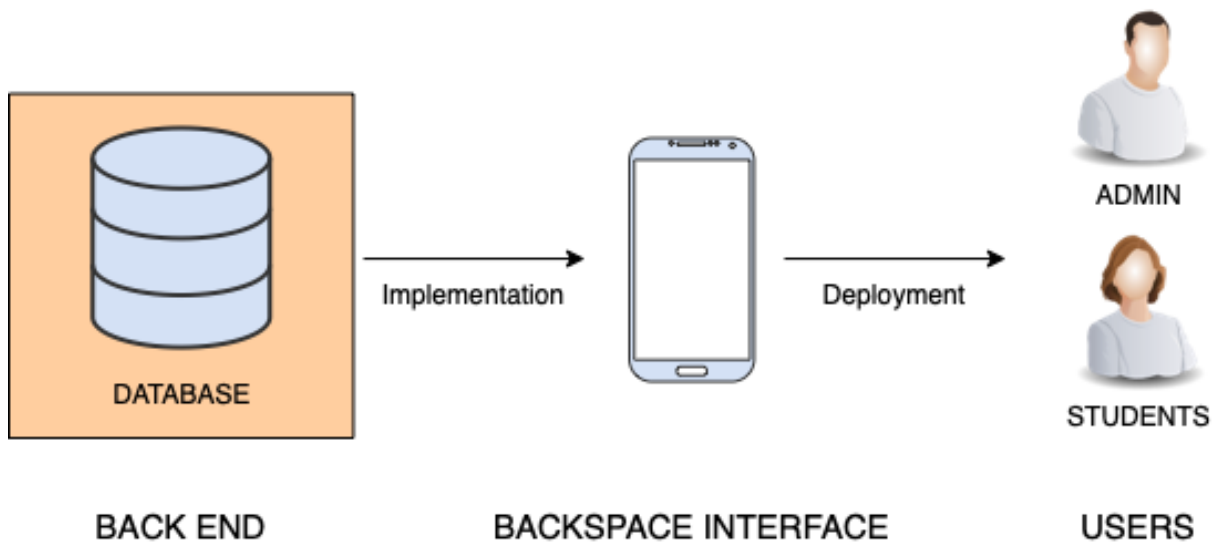 ADMIN
Implementation
Deployment
DATABASE
STUDENTS
BACK END
BACKSPACE INTERFACE
USERS